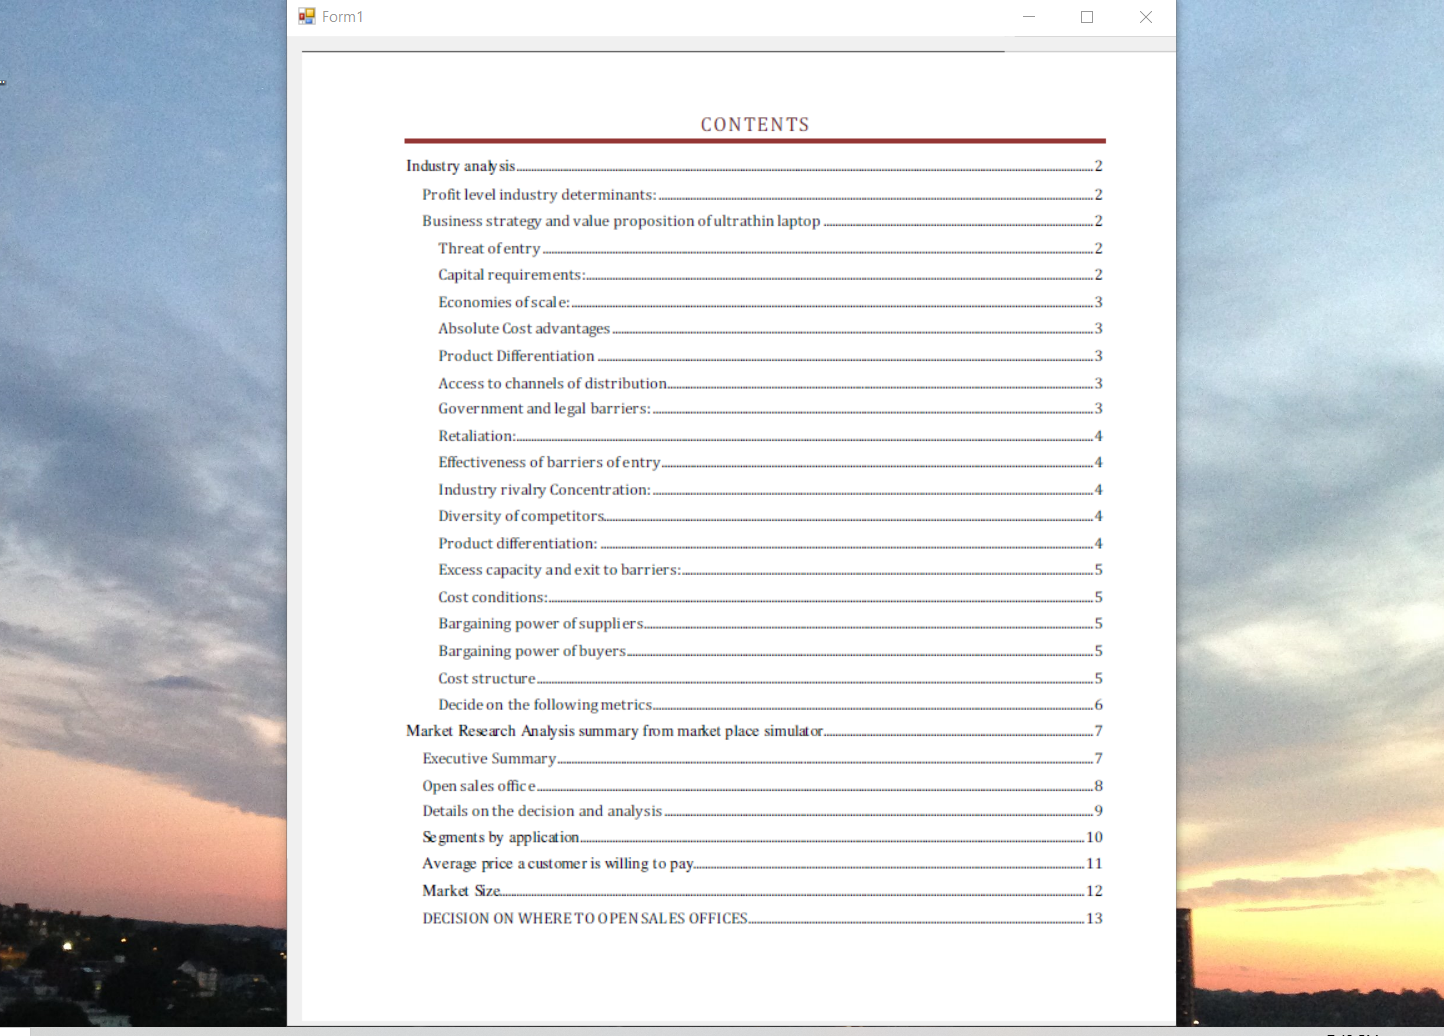 Form1
CONTENTS
Industry analysis 2
Profit level industry determinants: 2
Business strategy and value proposition of ultrathin laptop 2
Threat of entry 2
Capital requirements: 2
Economies of scale: 3
Absolute Cost advantages 3
Product Differentiation 3
Access to channels of distribution 3
Government and legal barriers: 3
Retaliation: 4
Effectiveness of barriers of entry 4
Industry rivalry Concentration: 4
Diversity of competitors 4
Product differentiation: 4
Excess capacity and exit to barriers: 5
Cost conditions: 5
Bargaining power of suppliers 5
Bargaining power of buyers 5
Cost structure 5
Decide on the following metrics 6
Market Research Analysis summary from market place simulator 7
Executive Summary 7
Open sales office 8
Details on the decision and analysis 9
Segments by application 10
Average price a customer is willing to pay 11
Market Size 12
DECISION ON WHERE TO OPEN SALES OFFICES 13